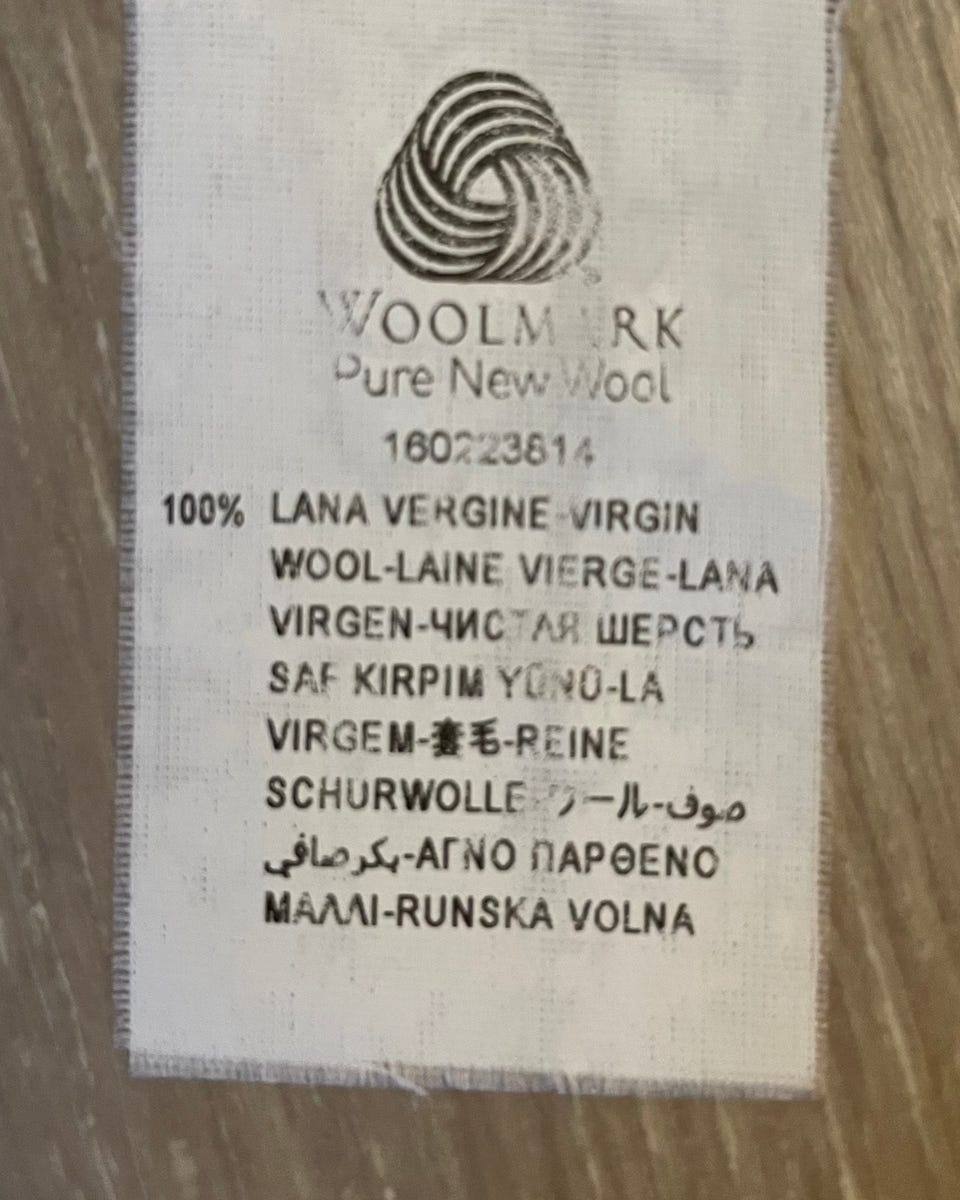 WOOLMARK
Pure New Wool
160223814
100% LANA VERGINE-VIRGIN
WOOL-LAINE VIERGE-LANA
VIRGEN-ЧИСТАЯ ШЕРСТЬ
SAF KIRPIM YÜNÜ-LA
VIRGEM-毛-REINE
SCHURWOLLE-ウール-صوف
بكر صافي-ΑΓΝΟ ΠΑΡΘΕΝΟ
ΜΑΛΛΙ-RUNSKA VOLNA